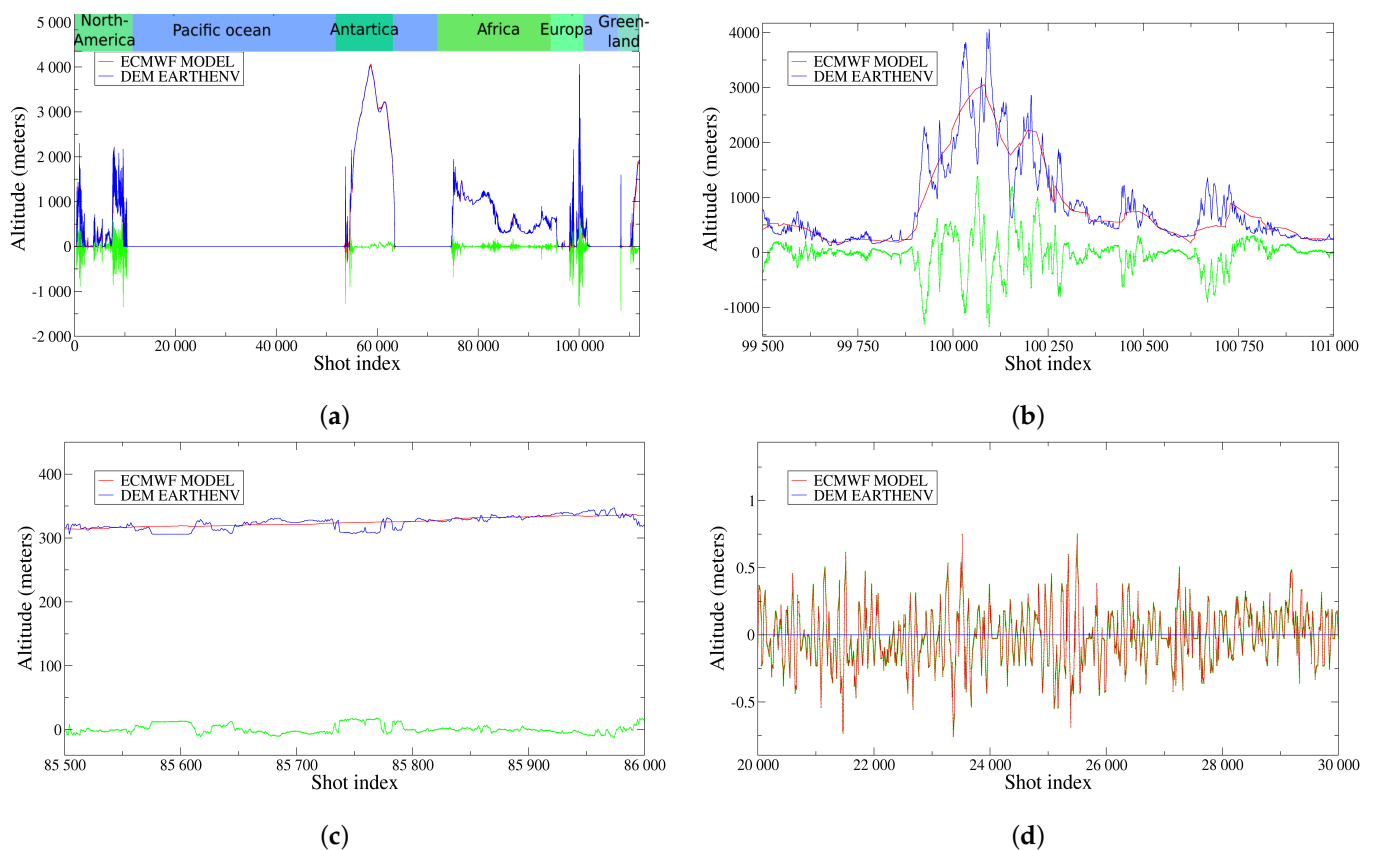 North-
America
Pacific ocean
Antartica
Africa
Europa
Green-
land
5 000
4 000
3 000
2 000
1 000
0
-1 000
-2 000
Altitude (meters)
ECMWF MODEL
DEM EARTHENV
0 20 000 40 000 60 000 80 000 100 000
Shot index
(a)
4000
3000
2000
1000
0
-1000
Altitude (meters)
ECMWF MODEL
DEM EARTHENV
99 500 99 750 100 000 100 250 100 500 100 750 101 000
Shot index
(b)
400
300
200
100
0
Altitude (meters)
ECMWF MODEL
DEM EARTHENV
85 500 85 600 85 700 85 800 85 900 86 000
Shot index
(c)
1
0.5
0
-0.5
Altitude (meters)
ECMWF MODEL
DEM EARTHENV
20 000 22 000 24 000 26 000 28 000 30 000
Shot index
(d)